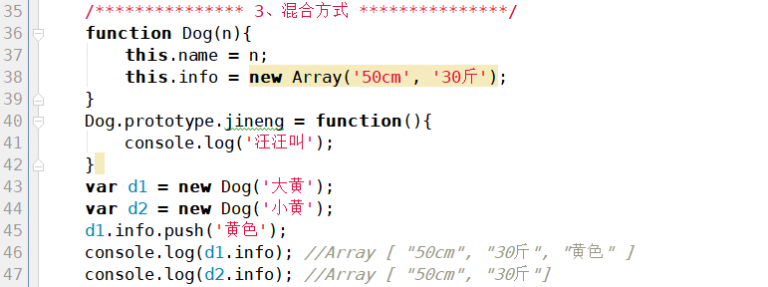 35 /*************** 3、混合方式 ***************/
36 function Dog(n){
37 this.name = n;
38 this.info = new Array('50cm', '30斤');
39 }
40 Dog.prototype.jineng = function(){
41 console.log('汪汪叫');
42 }
43 var d1 = new Dog('大黄');
44 var d2 = new Dog('小黄');
45 d1.info.push('黄色');
46 console.log(d1.info); //Array [ "50cm", "30斤", "黄色" ]
47 console.log(d2.info); //Array [ "50cm", "30斤"]